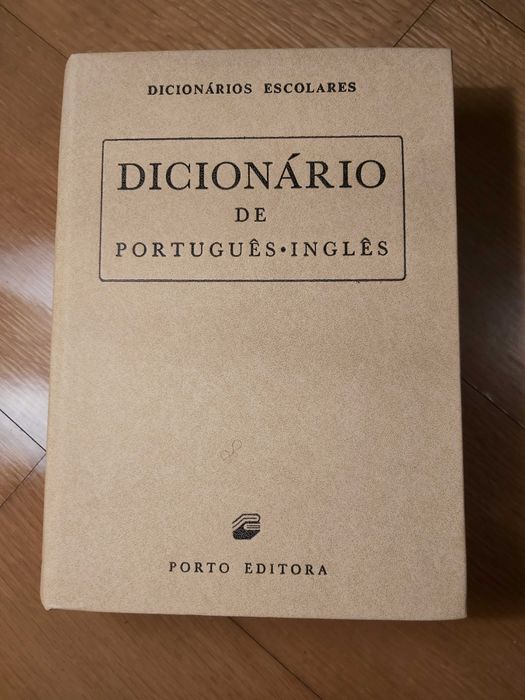 DICIONÁRIOS ESCOLARES
DICIONÁRIO
DE
PORTUGUÊS·INGLÊS
PORTO EDITORA